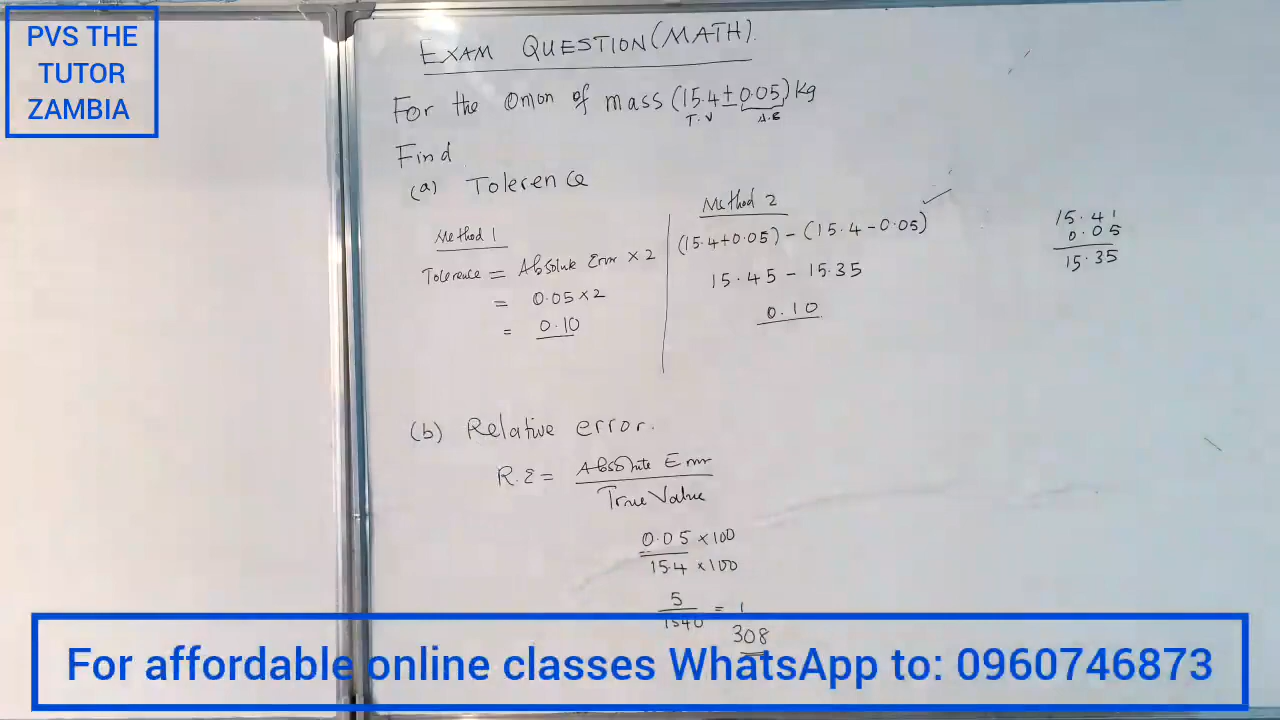 PVS THE
TUTOR
ZAMBIA
EXAM QUESTION (MATH).
For the Onion of mass (15.4±0.05) kg
T.V A.E
Find
(a) Tolerence
Method 1
Tolerence = Absolute Error × 2
= 0.05 × 2
= 0.10
Method 2
(15.4+0.05) - (15.4-0.05) ✓
15.45 - 15.35
0.10
15.41
0.05
15.35
(b) Relative error.
R.E = Absolute Error
True Value
0.05 × 100
15.4 × 100
5 = 1
1540 308
For affordable online classes WhatsApp to: 0960746873